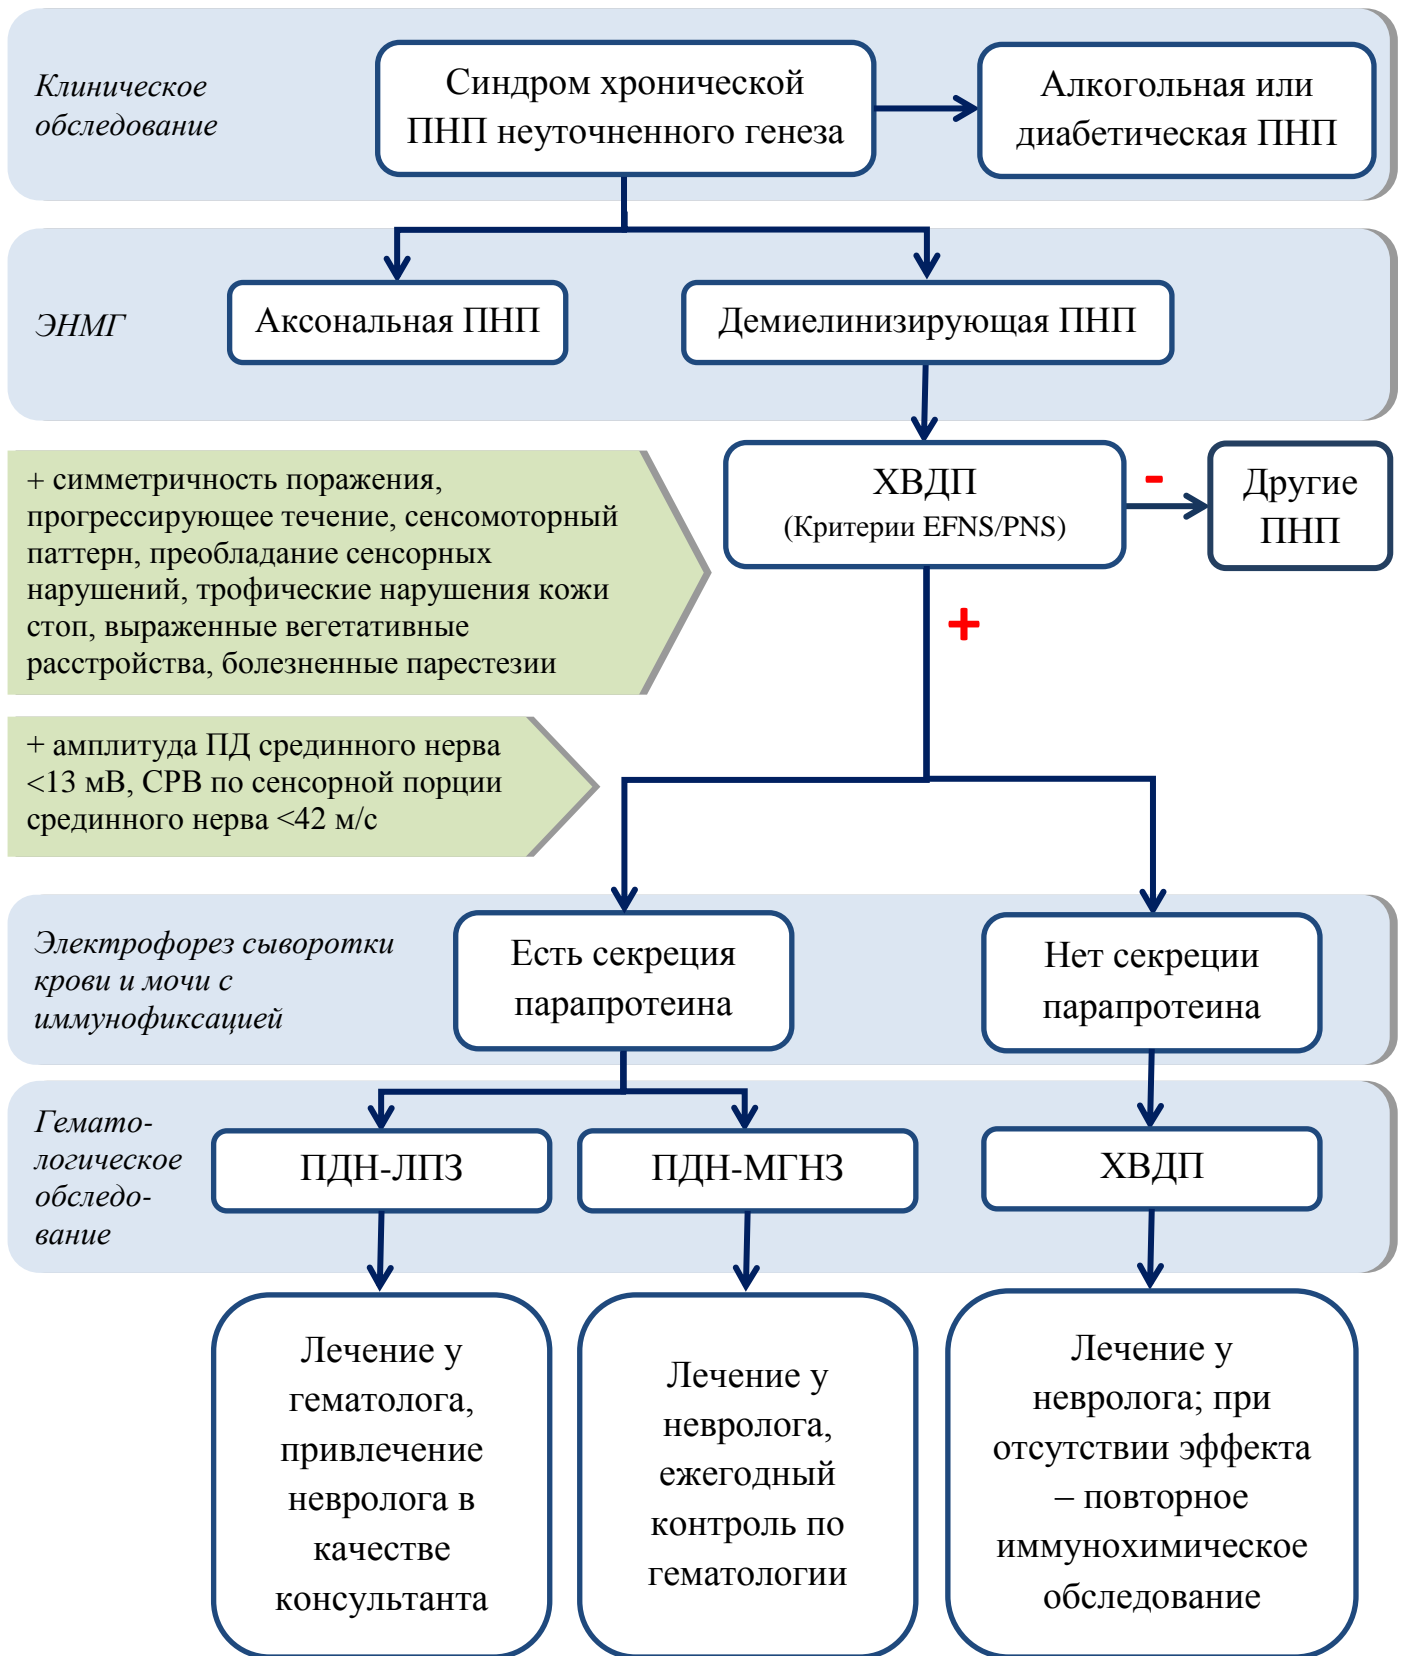 Клиническое
обследование
Синдром хронической
ПНП неуточненного генеза
Алкогольная или
диабетическая ПНП
ЭНМГ
Аксональная ПНП
Демиелинизирующая ПНП
+ симметричность поражения,
прогрессирующее течение, сенсомоторный
паттерн, преобладание сенсорных
нарушений, трофические нарушения кожи
стоп, выраженные вегетативные
расстройства, болезненные парестезии
ХВДП
(Критерии EFNS/PNS)
-
Другие
ПНП
+
+ амплитуда ПД срединного нерва
<13 мВ, СРВ по сенсорной порции
срединного нерва <42 м/с
Электрофорез сыворотки
крови и мочи с
иммунофиксацией
Есть секреция
парапротеина
Нет секреции
парапротеина
Гемато-
логическое
обследо-
вание
ПДН-ЛПЗ
ПДН-МГНЗ
ХВДП
Лечение у
гематолога,
привлечение
невролога в
качестве
консультанта
Лечение у
невролога,
ежегодный
контроль по
гематологии
Лечение у
невролога; при
отсутствии эффекта
– повторное
иммунохимическое
обследование